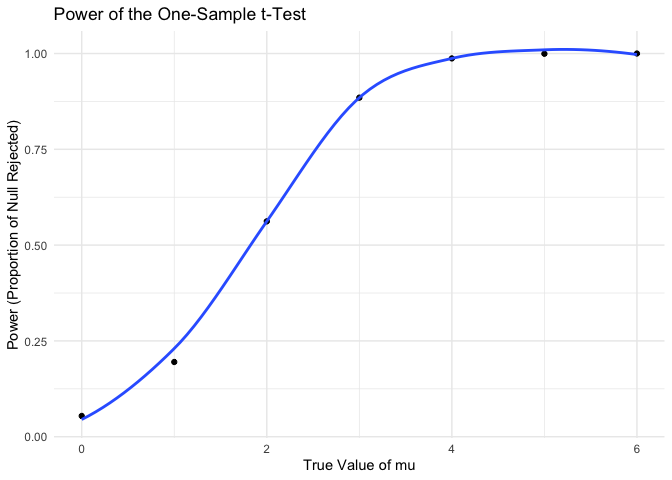 Power of the One-Sample t-Test
Power (Proportion of Null Rejected)
1.00
0.75
0.50
0.25
0.00
0 2 4 6
True Value of mu